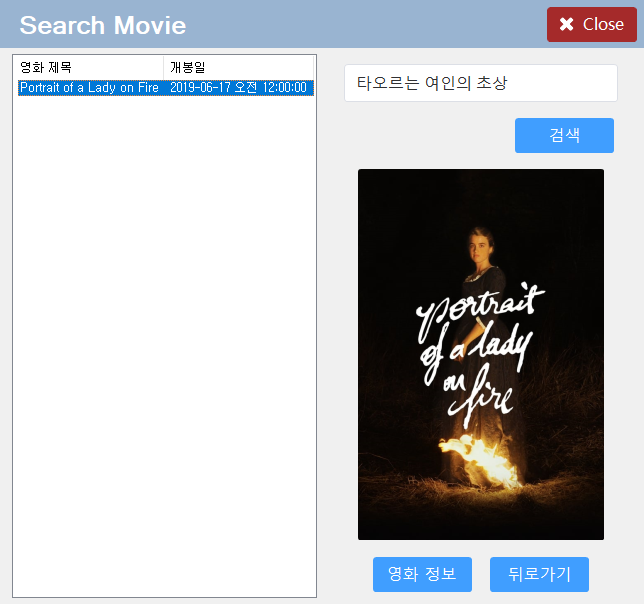 Search Movie
Close
영화 제목 개봉일
Portrait of a Lady on Fire 2019-06-17 오전 12:00:00
타오르는 여인의 초상
검색
portrait
of a lady
on
fire
영화 정보 뒤로가기